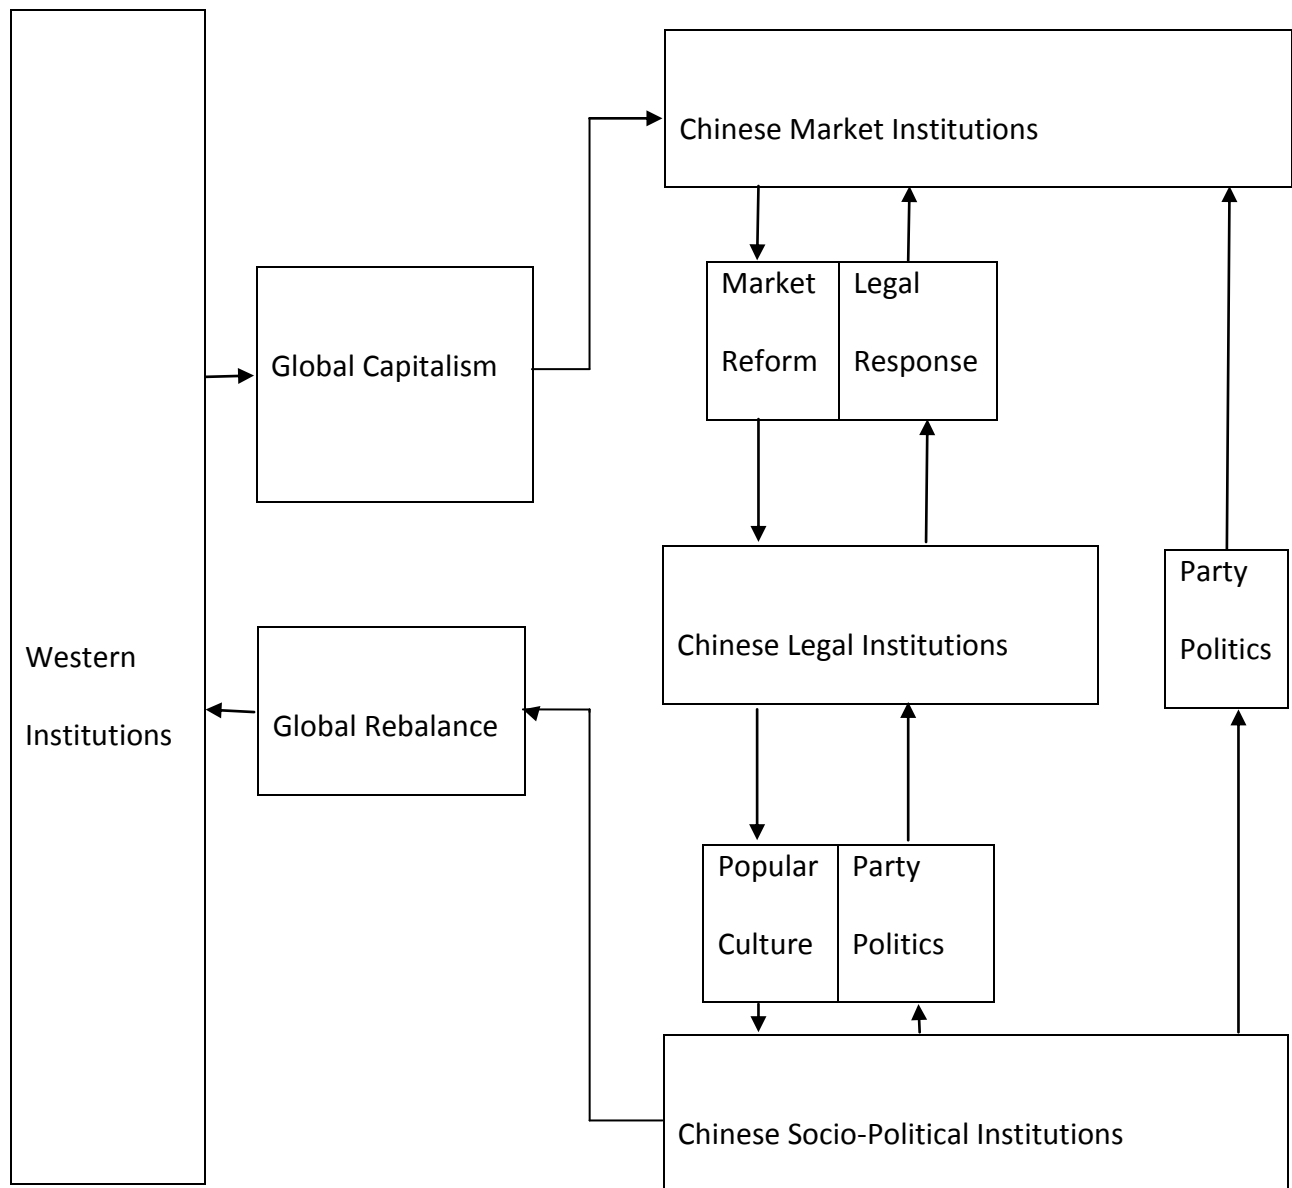 Chinese Market Institutions
Market
Reform
Legal
Response
Global Capitalism
Chinese Legal Institutions
Party
Politics
Western
Institutions
Global Rebalance
Popular
Culture
Party
Politics
Chinese Socio-Political Institutions